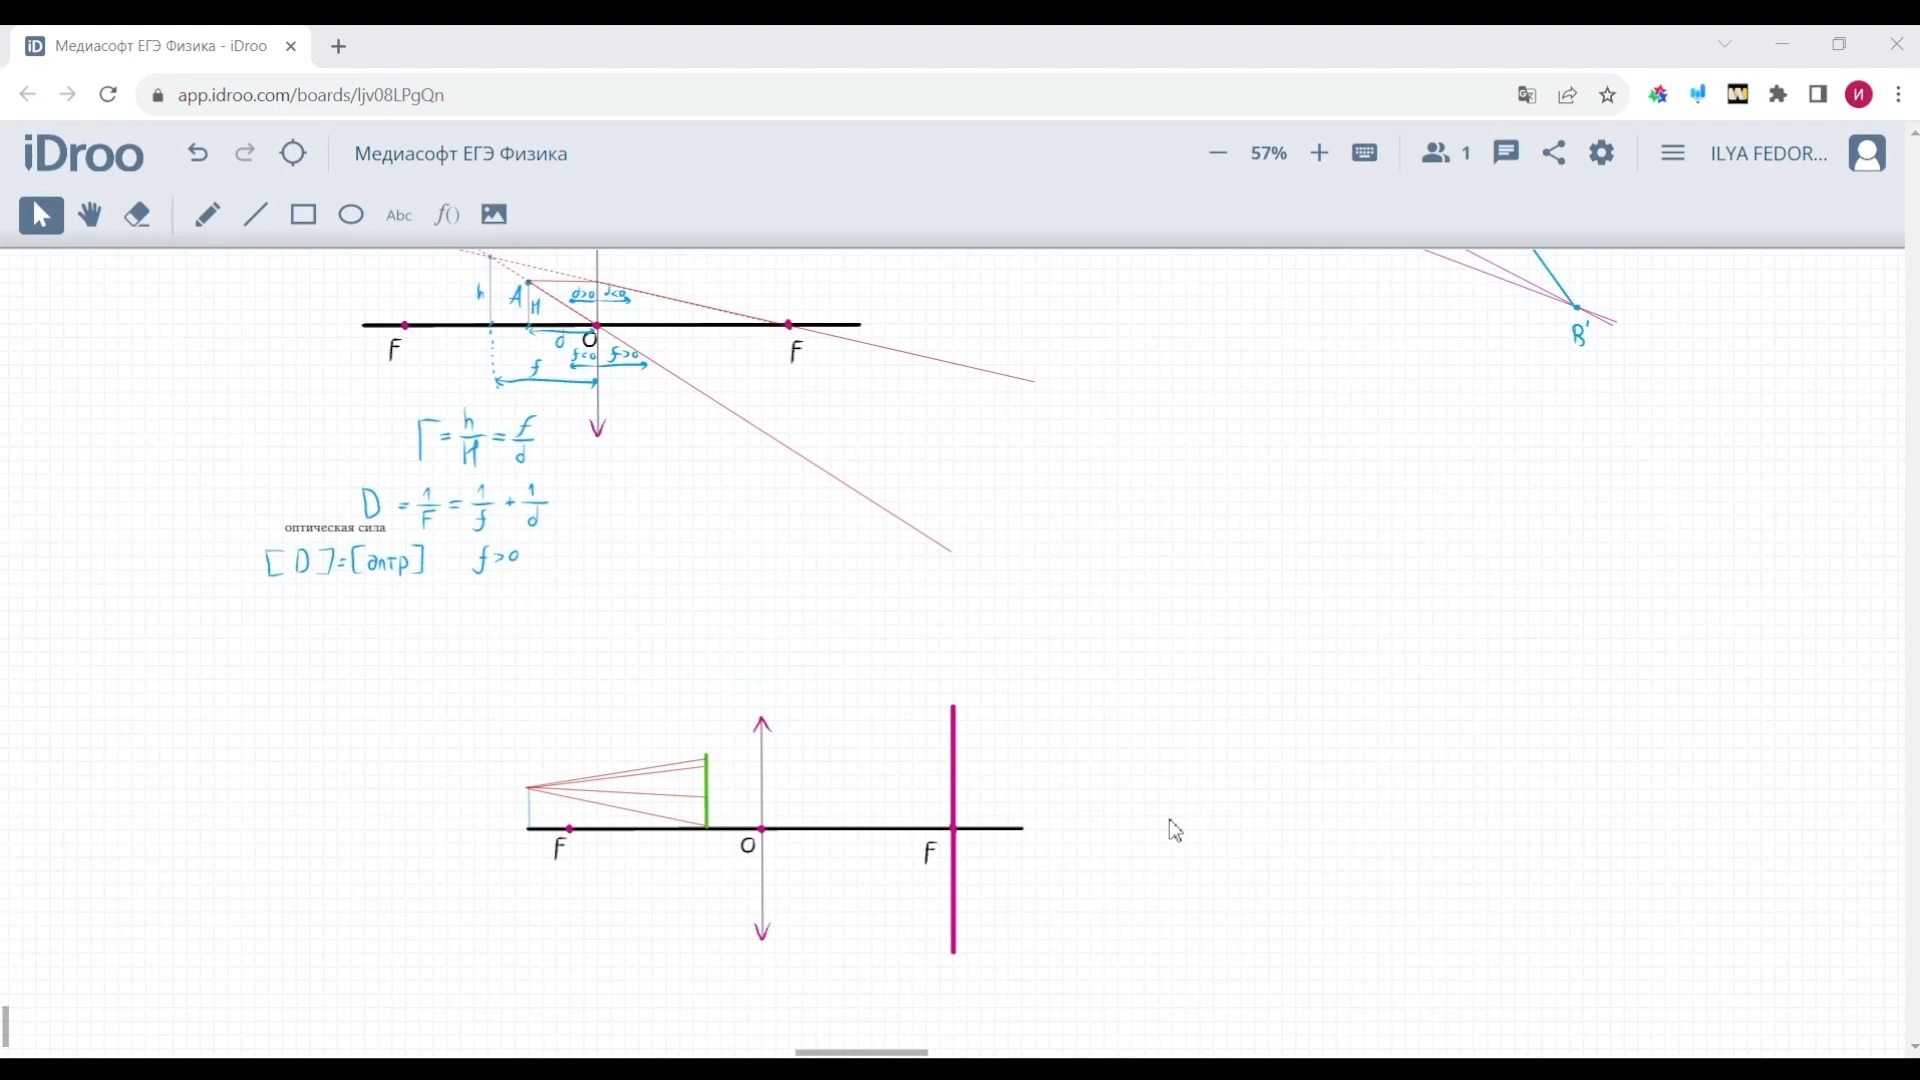 Медиасофт ЕГЭ Физика - iDroo
app.idroo.com/boards/ljv08LPgQn
И
iDroo
Медиасофт ЕГЭ Физика
57%
1
ILYA FEDOR...
Abc
f()
h
A
H
d>0 d<0
F
d
O
f<0 f>0
F
f
B'
Г = h/H = f/d
D = 1/F = 1/f + 1/d
оптическая сила
[D] = [дптр] f>0
F
O
F